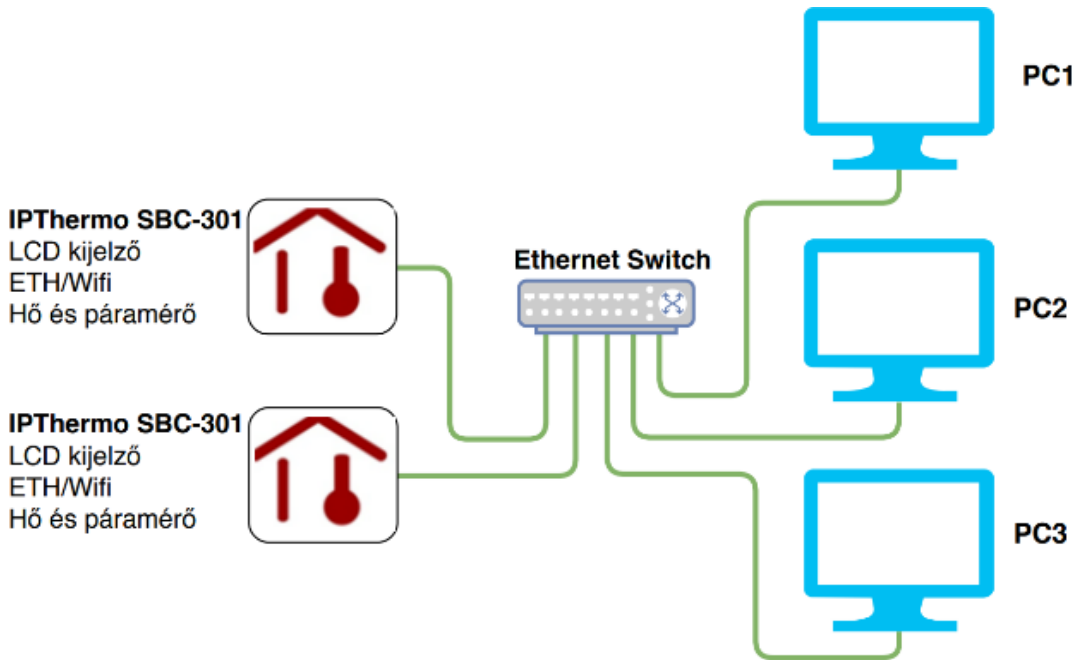 PC1
IPThermo SBC-301
LCD kijelző
ETH/Wifi
Hő és páramérő
Ethernet Switch
PC2
IPThermo SBC-301
LCD kijelző
ETH/Wifi
Hő és páramérő
PC3